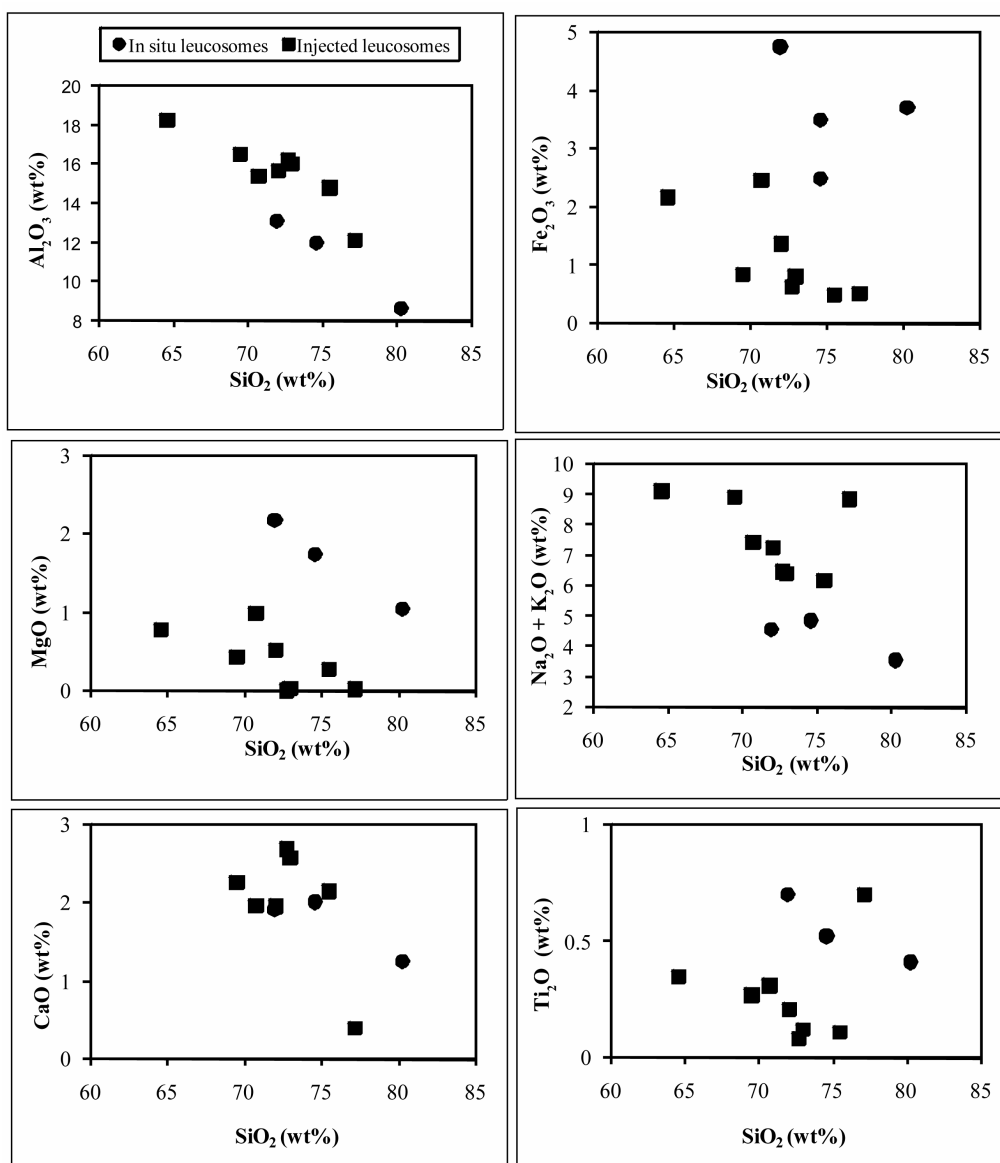 In situ leucosomes Injected leucosomes
20
18
16
14
12
10
8
Al₂O₃ (wt%)
60 65 70 75 80 85
SiO₂ (wt%)
5
4
3
2
1
0
Fe₂O₃ (wt%)
60 65 70 75 80 85
SiO₂ (wt%)
3
2
1
0
MgO (wt%)
60 65 70 75 80 85
SiO₂ (wt%)
10
9
8
7
6
5
4
3
2
Na₂O + K₂O (wt%)
60 65 70 75 80 85
SiO₂ (wt%)
3
2
1
0
CaO (wt%)
60 65 70 75 80 85
SiO₂ (wt%)
1
0.5
0
Ti₂O (wt%)
60 65 70 75 80 85
SiO₂ (wt%)